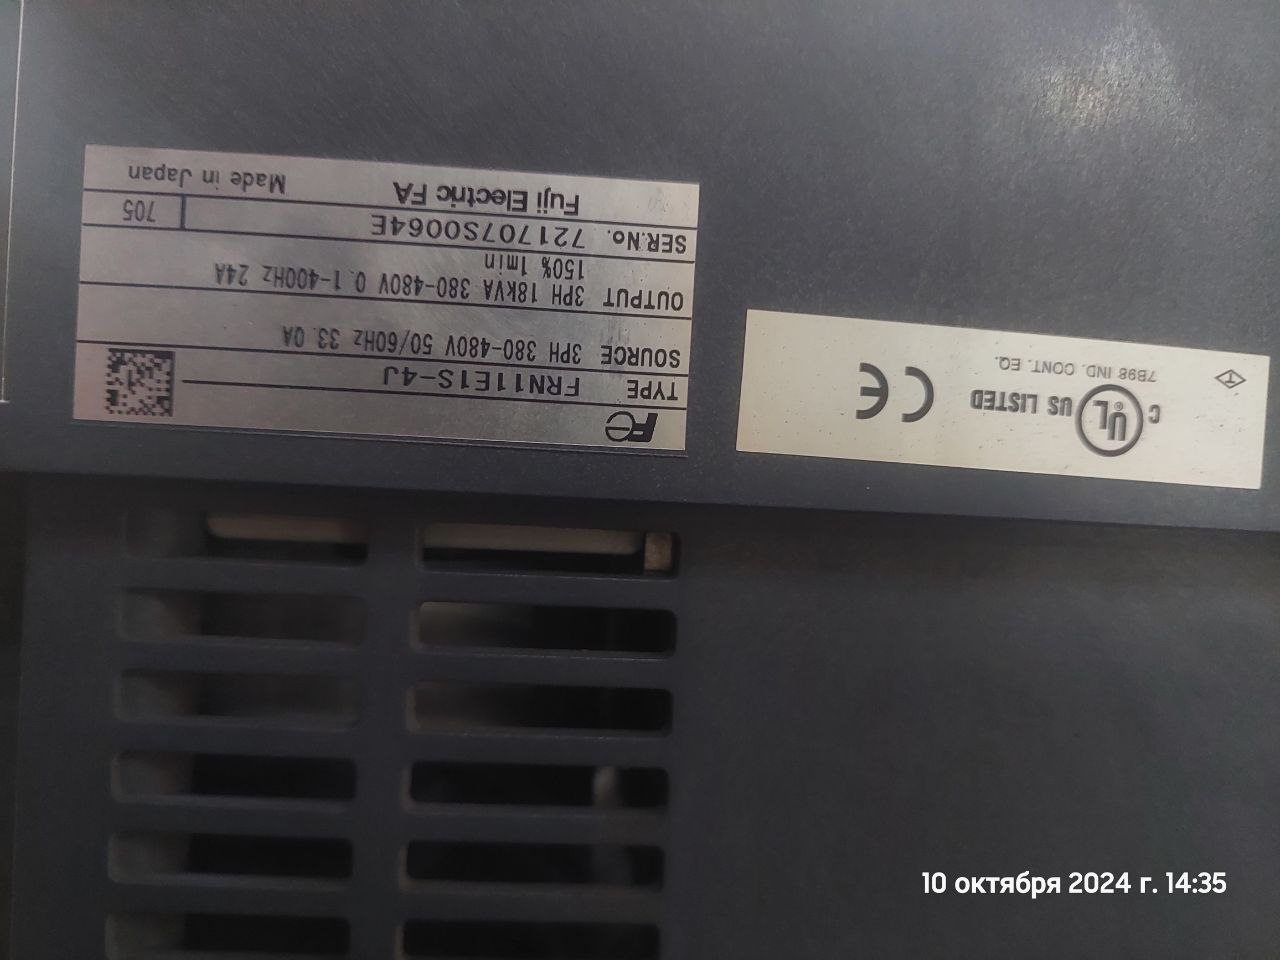 Fe
TYPE FRN11E1S-4J
SOURCE 3PH 380-480V 50/60Hz 33.0A
OUTPUT 3PH 18kVA 380-480V 0.1-400Hz 24A
150% 1min
SER.No. 721707S0064E 705
Fuji Electric FA Made in Japan
C UL US LISTED CE
7B98 IND. CONT. EQ.
10 октября 2024 г. 14:35